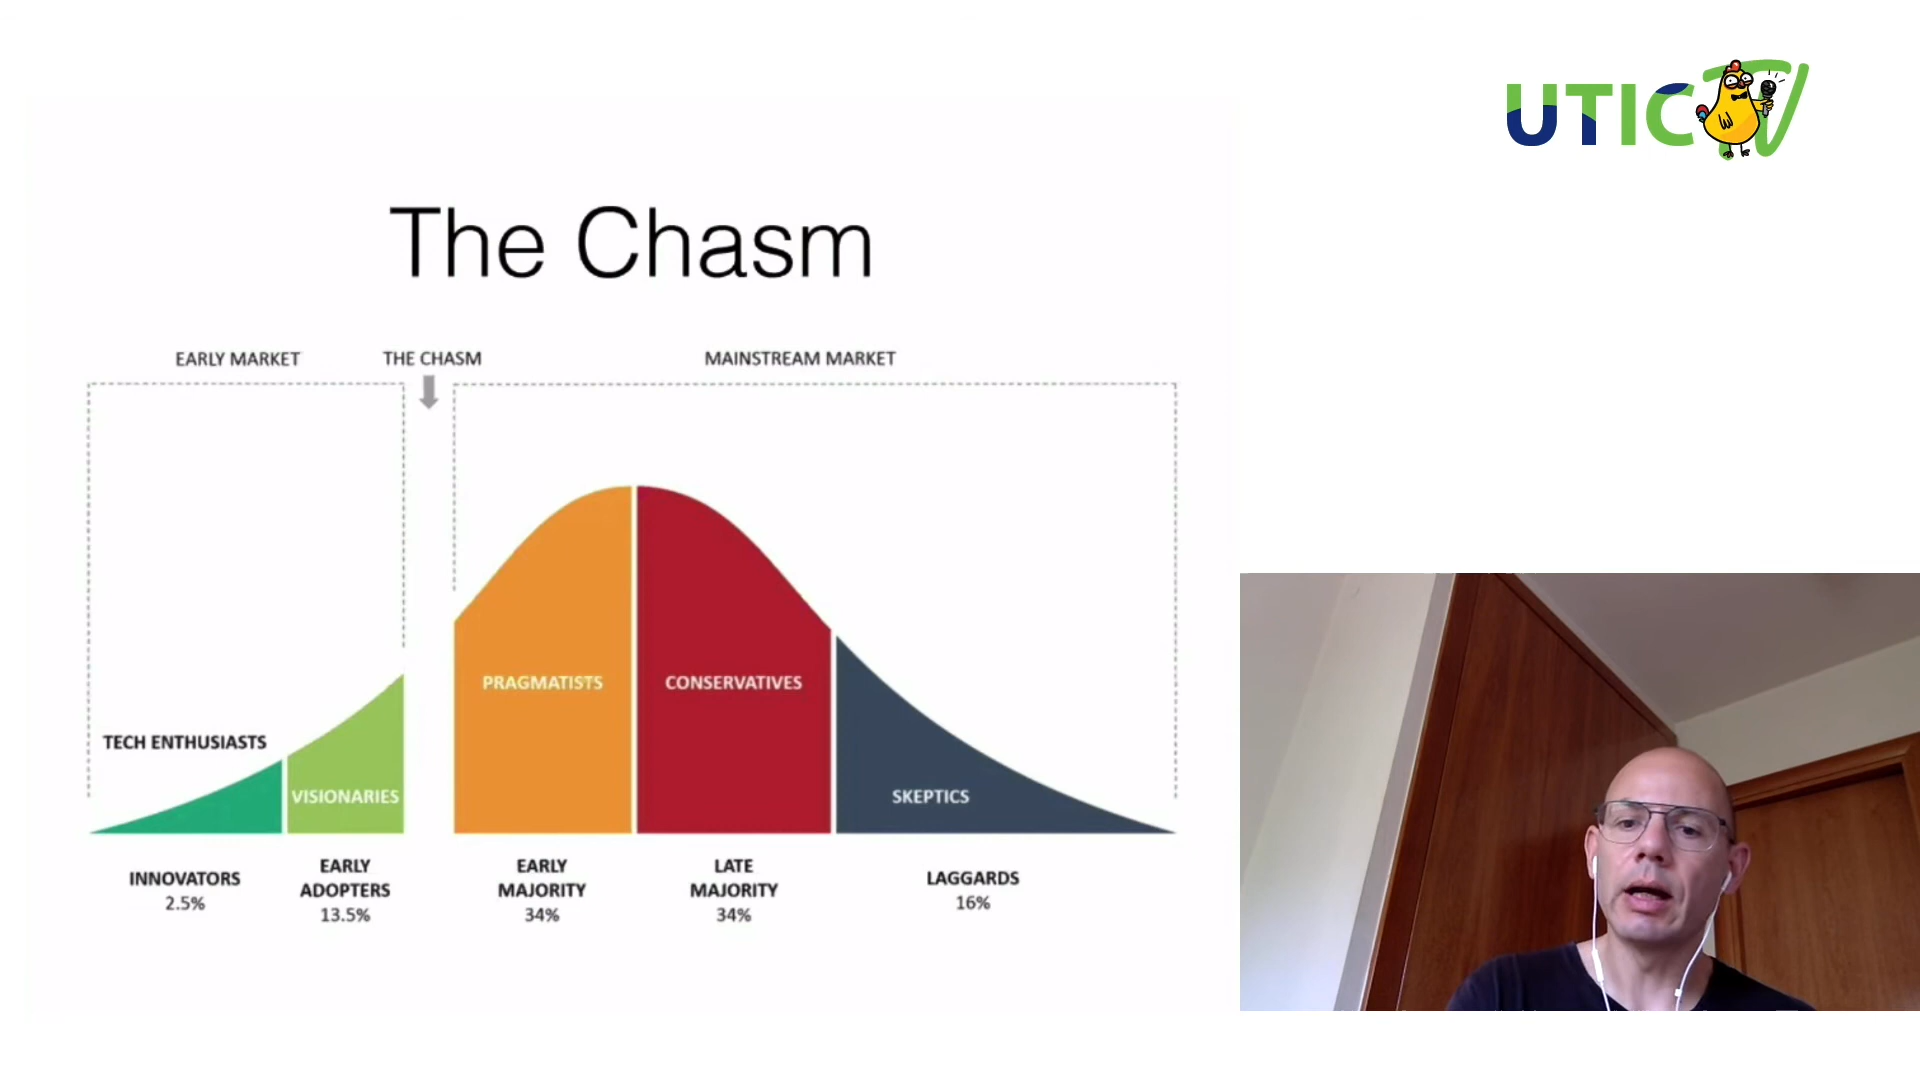 UTIC TV
The Chasm
EARLY MARKET
THE CHASM
MAINSTREAM MARKET
PRAGMATISTS
CONSERVATIVES
TECH ENTHUSIASTS
VISIONARIES
SKEPTICS
INNOVATORS
2.5%
EARLY
ADOPTERS
13.5%
EARLY
MAJORITY
34%
LATE
MAJORITY
34%
LAGGARDS
16%